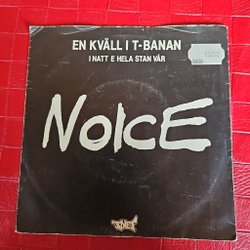 EN KVÄLL I T-BANAN
I NATT E HELA STAN VÅR
NOICE